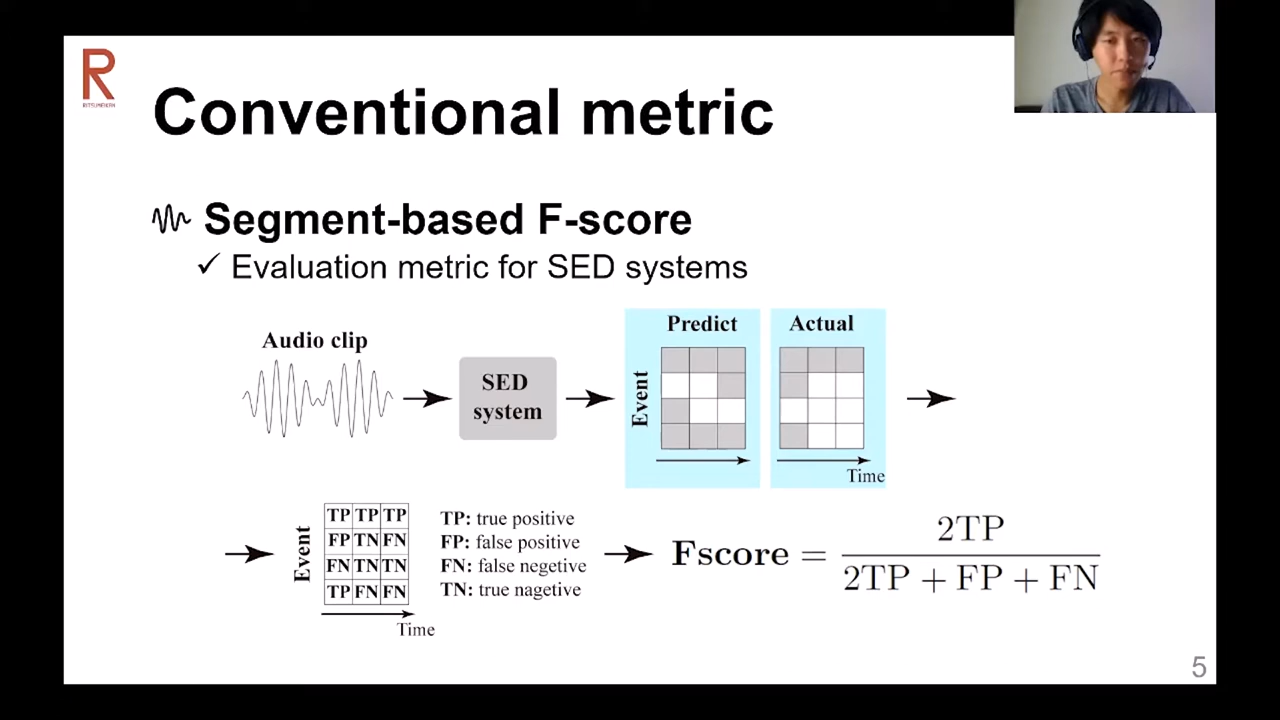 RITSUMEIKAN
Conventional metric
Segment-based F-score
✓ Evaluation metric for SED systems
Audio clip
SED
system
Predict
Event
Actual
Time
Event
TP TP TP
FP TN FN
FN TN TN
TP FN FN
Time
TP: true positive
FP: false positive
FN: false negetive
TN: true nagetive
Fscore = 2TP / 2TP + FP + FN
5